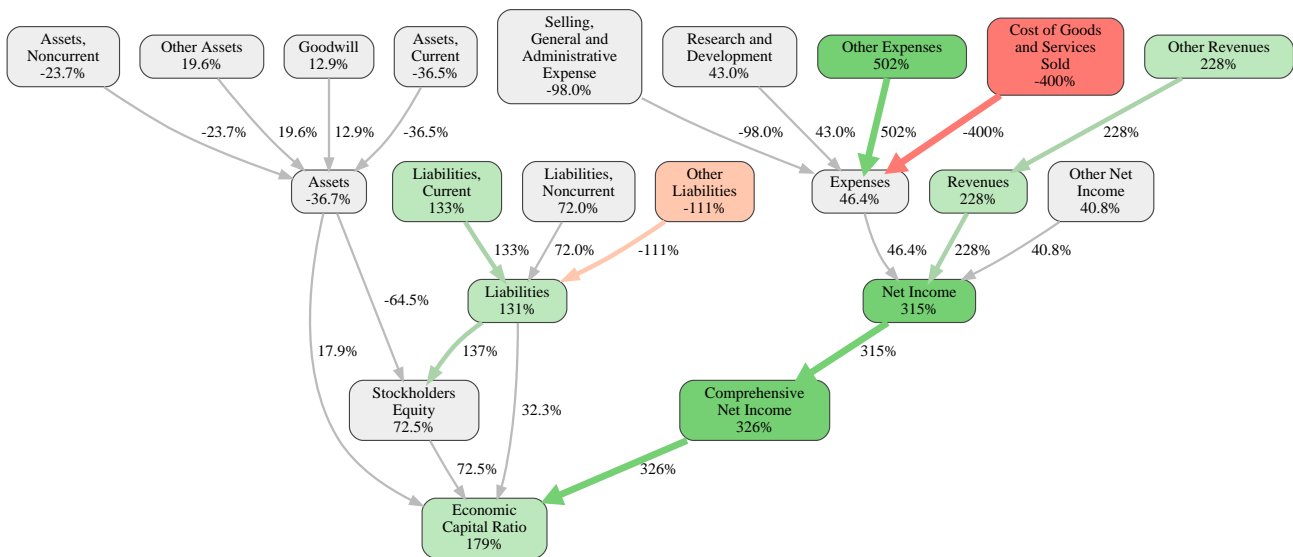 Assets,
Noncurrent
-23.7%
Other Assets
19.6%
Goodwill
12.9%
Assets,
Current
-36.5%
Selling,
General and
Administrative
Expense
-98.0%
Research and
Development
43.0%
Other Expenses
502%
Cost of Goods
and Services
Sold
-400%
Other Revenues
228%
-23.7%
19.6%
12.9%
-36.5%
-98.0%
43.0%
502%
-400%
228%
Assets
-36.7%
Liabilities,
Current
133%
Liabilities,
Noncurrent
72.0%
Other
Liabilities
-111%
Expenses
46.4%
Revenues
228%
Other Net
Income
40.8%
133%
72.0%
-111%
46.4%
228%
40.8%
Liabilities
131%
Net Income
315%
-64.5%
17.9%
137%
32.3%
315%
Stockholders
Equity
72.5%
Comprehensive
Net Income
326%
72.5%
326%
Economic
Capital Ratio
179%